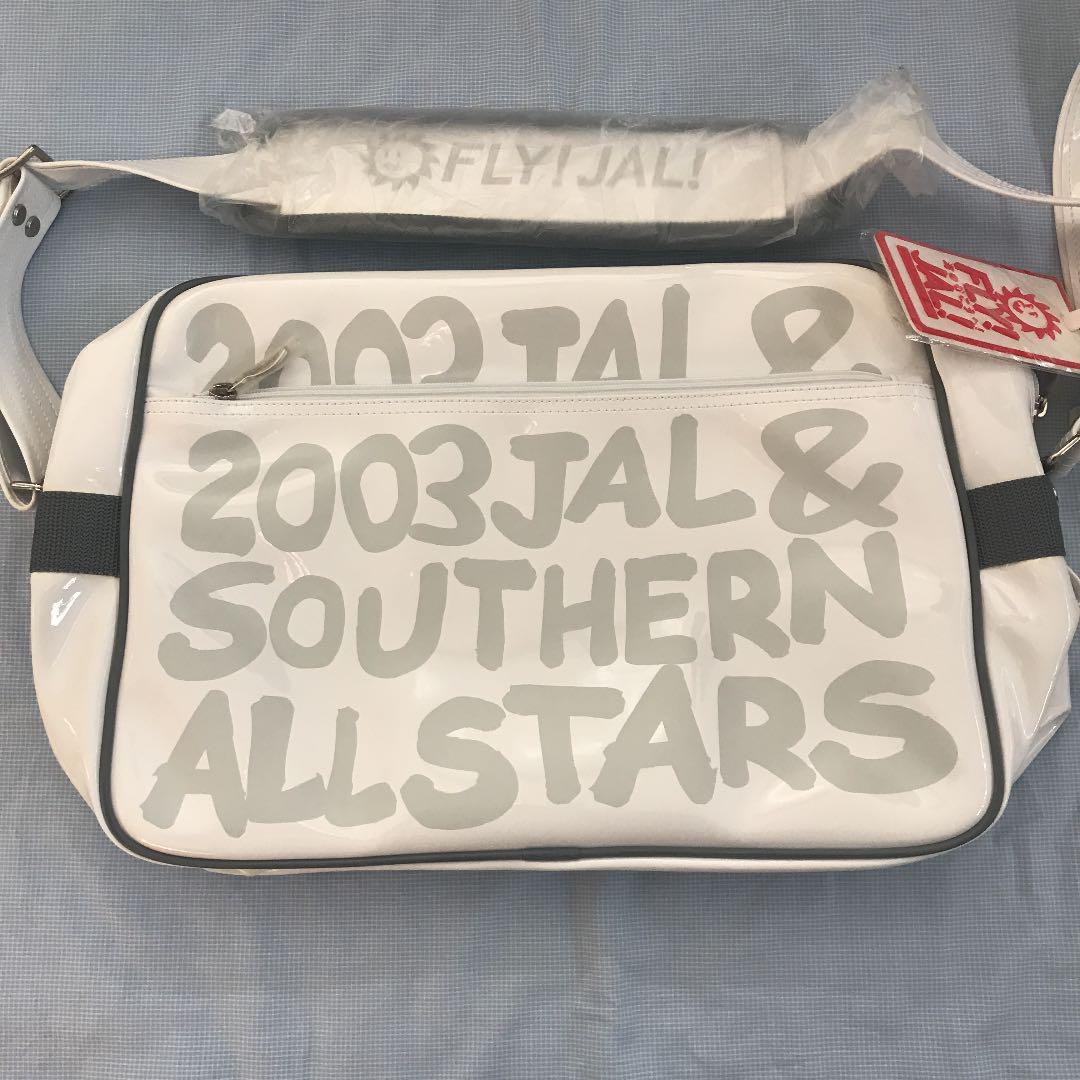 FLY! JAL!
FLY!
JAL!
2003 JAL &
2003 JAL &
SOUTHERN
ALL STARS